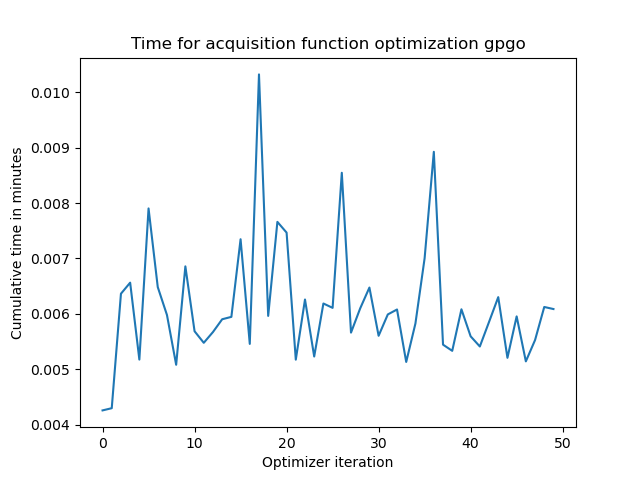 Time for acquisition function optimization gpgo
0.010
0.009
0.008
0.007
0.006
0.005
0.004
Cumulative time in minutes
0 10 20 30 40 50
Optimizer iteration